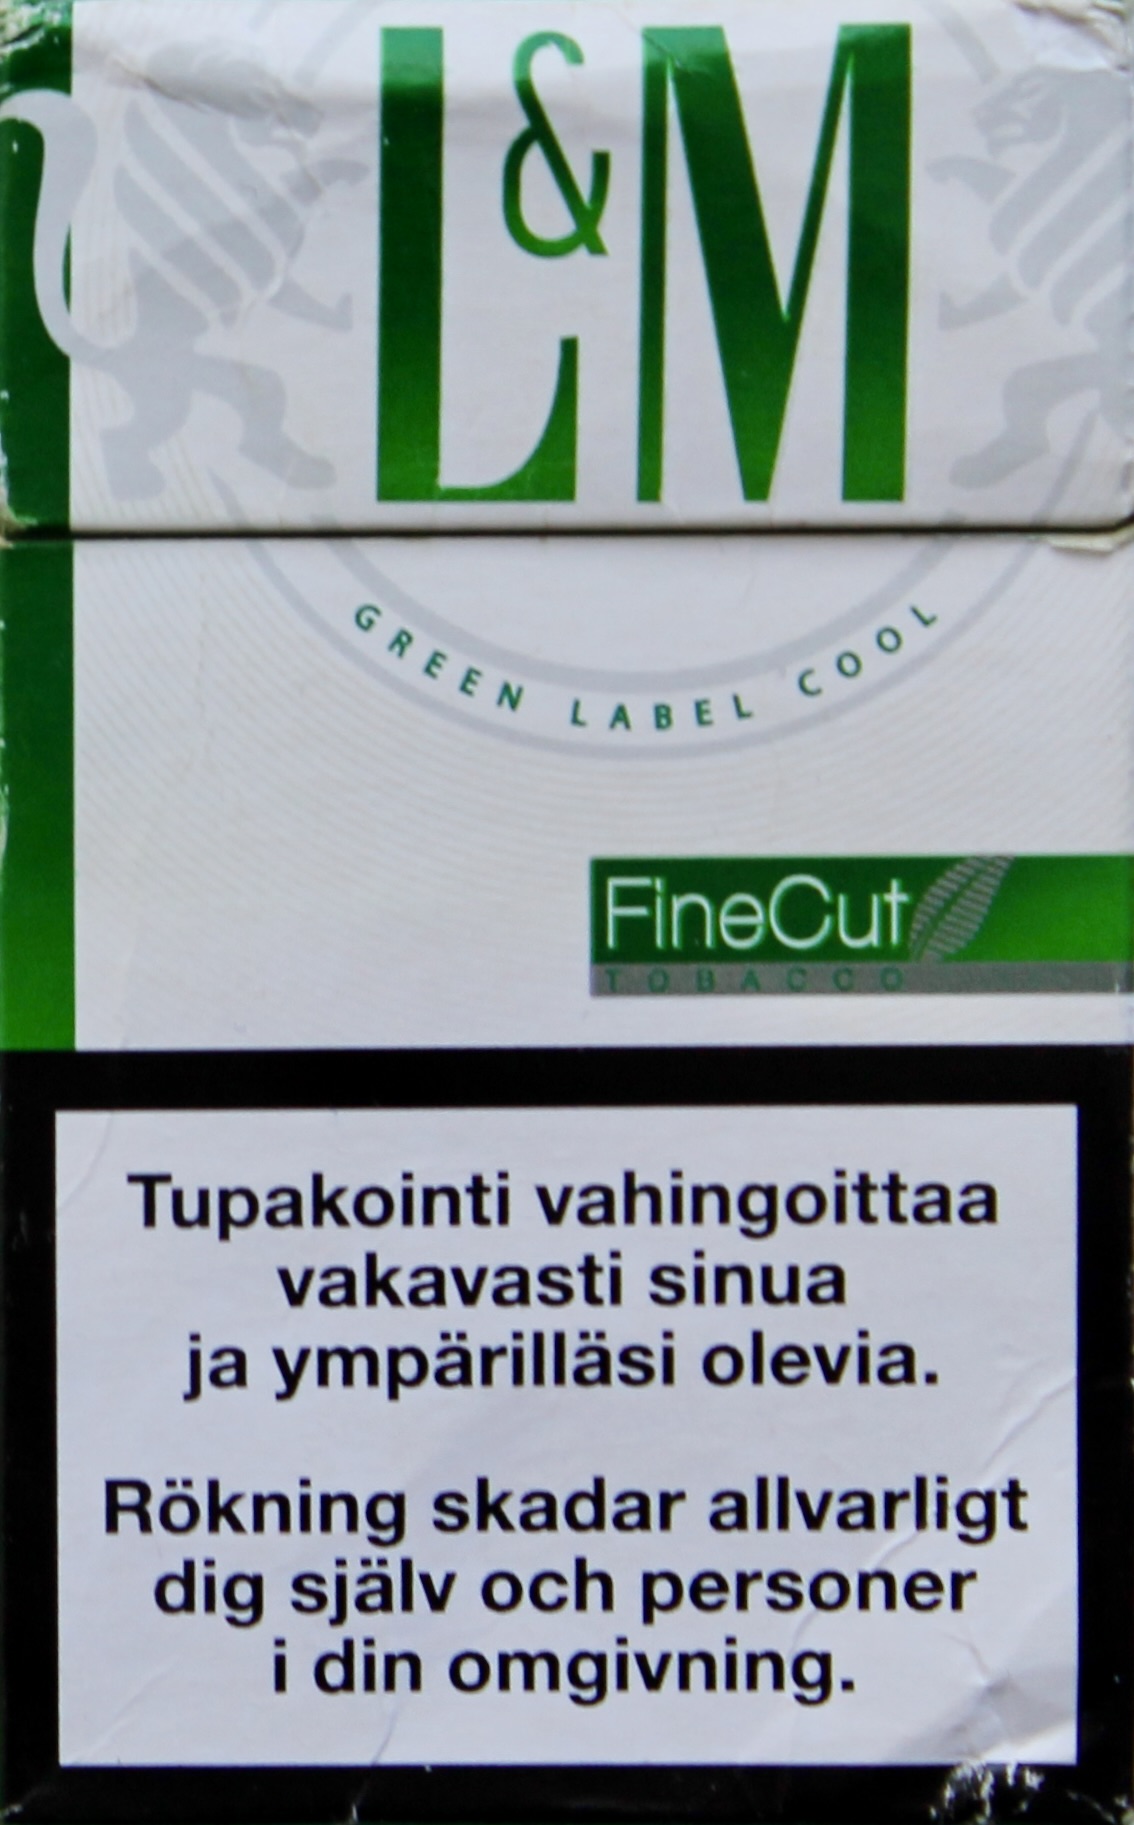 L&M
GREEN LABEL COOL
FineCut
TOBACCO
Tupakointi vahingoittaa
vakavasti sinua
ja ympärilläsi olevia.
Rökning skadar allvarligt
dig själv och personer
i din omgivning.